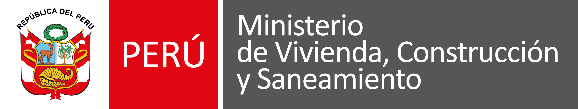 REPÚBLICA DEL PERÚ
PERÚ
Ministerio
de Vivienda, Construcción
y Saneamiento